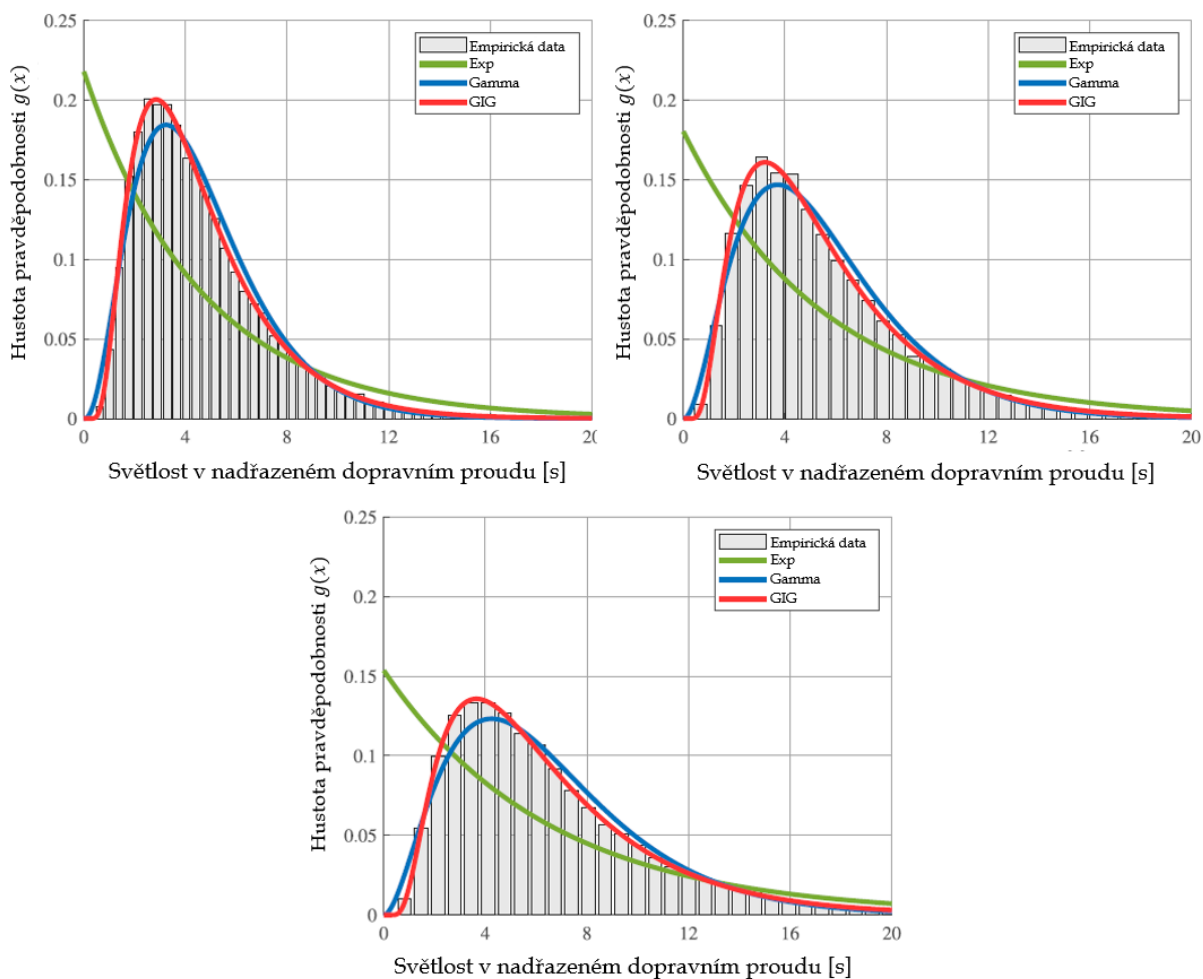 Hustota pravděpodobnosti g(x)
0.25
0.2
0.15
0.1
0.05
0
0 4 8 12 16 20
Empirická data
Exp
Gamma
GIG
Světlost v nadřazeném dopravním proudu [s]
Hustota pravděpodobnosti g(x)
0.25
0.2
0.15
0.1
0.05
0
0 4 8 12 16 20
Empirická data
Exp
Gamma
GIG
Světlost v nadřazeném dopravním proudu [s]
Hustota pravděpodobnosti g(x)
0.25
0.2
0.15
0.1
0.05
0
0 4 8 12 16 20
Empirická data
Exp
Gamma
GIG
Světlost v nadřazeném dopravním proudu [s]